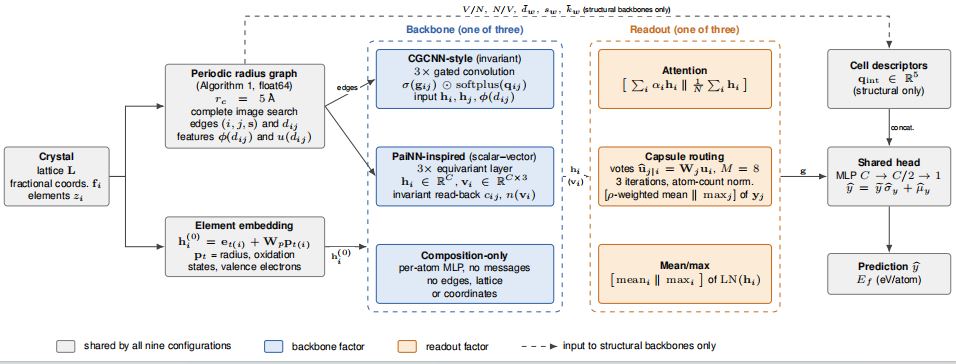 V/N, N/V, d̄_w, s_w, k̄_w (structural backbones only)
Backbone (one of three)
Readout (one of three)
Periodic radius graph
(Algorithm 1, float64)
r_c = 5 Å
complete image search
edges (i, j, s) and d_ij
features ϕ(d_ij) and u(d_ij)
edges
CGCNN-style (invariant)
3× gated convolution
σ(g_ij) ⊙ softplus(q_ij)
input h_i, h_j, ϕ(d_ij)
Attention
[ ∑_i α_i h_i ∥ 1/N ∑_i h_i ]
Cell descriptors
q_int ∈ ℝ^5
(structural only)
concat.
Crystal
lattice L
fractional coords. f_i
elements z_i
PaiNN-inspired (scalar–vector)
3× equivariant layer
h_i ∈ ℝ^C, v_i ∈ ℝ^{C×3}
invariant read-back c_ij, n(v_i)
h_i
(v_i)
Capsule routing
votes û_{j|i} = W_j u_i, M = 8
3 iterations, atom-count norm.
[ρ-weighted mean ∥ max_j] of y_j
g
Shared head
MLP C → C/2 → 1
ŷ = ỹ σ̂_y + μ̂_y
Element embedding
h_i^(0) = e_t(i) + W_p p_t(i)
p_t = radius, oxidation
states, valence electrons
h_i^(0)
Composition-only
per-atom MLP, no messages
no edges, lattice
or coordinates
Mean/max
[ mean_i ∥ max_i ] of LN(h_i)
Prediction ŷ
E_f (eV/atom)
shared by all nine configurations
backbone factor
readout factor
input to structural backbones only